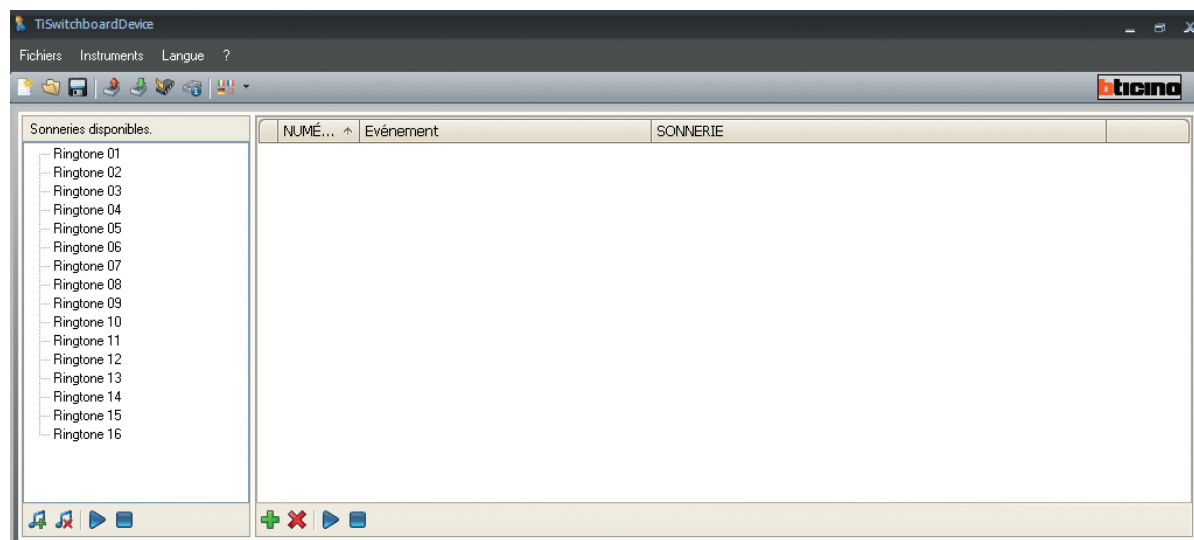 TiSwitchboardDevice
Fichiers Instruments Langue ?
bticino
Sonneries disponibles.
NUMÉ... Evénement SONNERIE
Ringtone 01
Ringtone 02
Ringtone 03
Ringtone 04
Ringtone 05
Ringtone 06
Ringtone 07
Ringtone 08
Ringtone 09
Ringtone 10
Ringtone 11
Ringtone 12
Ringtone 13
Ringtone 14
Ringtone 15
Ringtone 16